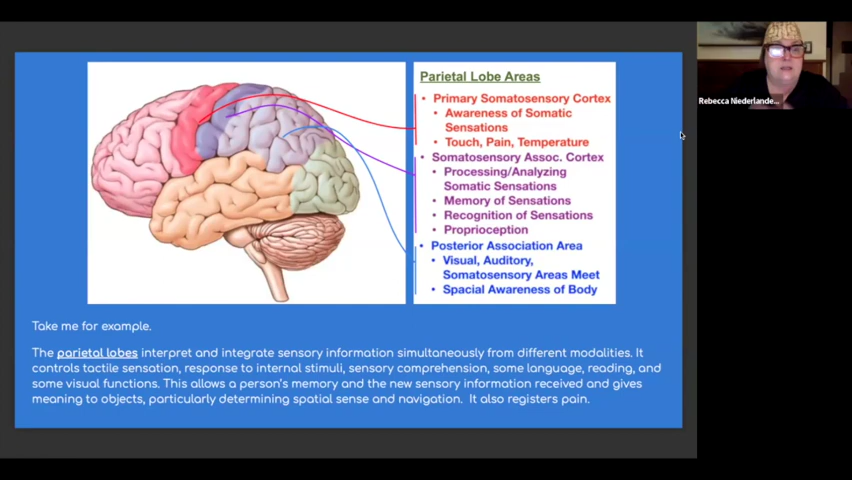 Parietal Lobe Areas
• Primary Somatosensory Cortex
• Awareness of Somatic
Sensations
• Touch, Pain, Temperature
• Somatosensory Assoc. Cortex
• Processing/Analyzing
Somatic Sensations
• Memory of Sensations
• Recognition of Sensations
• Proprioception
• Posterior Association Area
• Visual, Auditory,
Somatosensory Areas Meet
• Spacial Awareness of Body
Take me for example.
The parietal lobes interpret and integrate sensory information simultaneously from different modalities. It
controls tactile sensation, response to internal stimuli, sensory comprehension, some language, reading, and
some visual functions. This allows a person's memory and the new sensory information received and gives
meaning to objects, particularly determining spatial sense and navigation. It also registers pain.
Rebecca Niederlande...